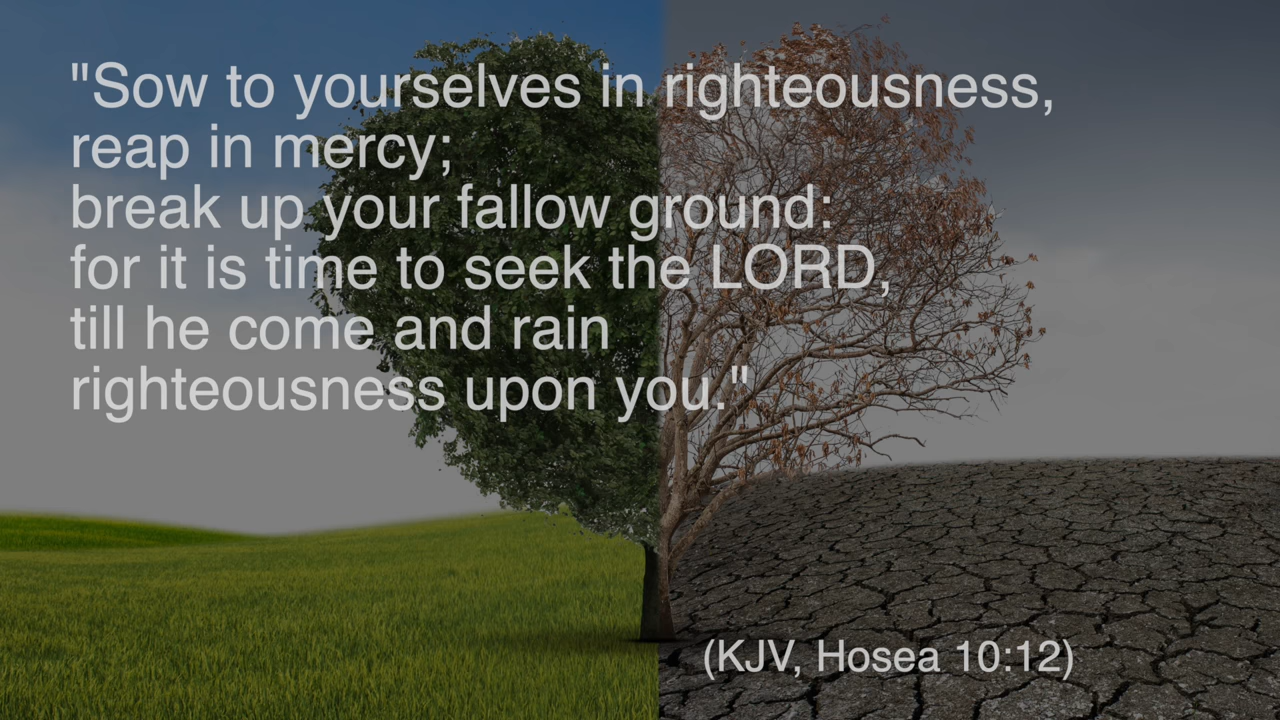 "Sow to yourselves in righteousness,
reap in mercy;
break up your fallow ground:
for it is time to seek the LORD,
till he come and rain
righteousness upon you."
(KJV, Hosea 10:12)